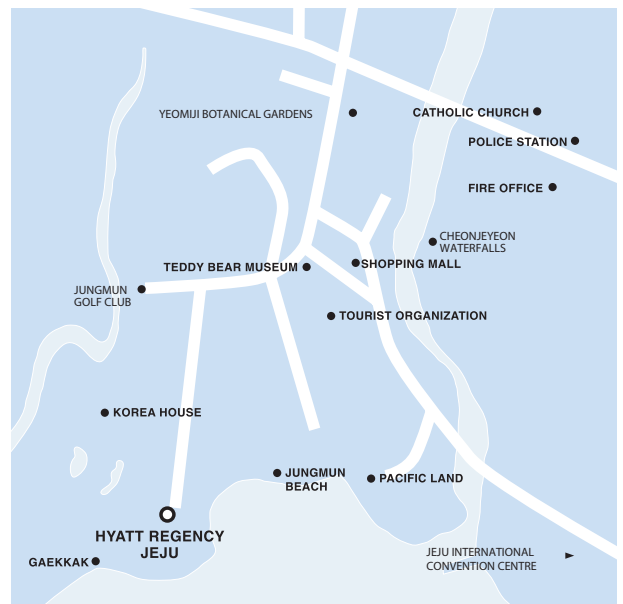 YEOMIJI BOTANICAL GARDENS
CATHOLIC CHURCH
POLICE STATION
FIRE OFFICE
CHEONJEYEON
WATERFALLS
TEDDY BEAR MUSEUM
SHOPPING MALL
JUNGMUN
GOLF CLUB
TOURIST ORGANIZATION
KOREA HOUSE
JUNGMUN
BEACH
PACIFIC LAND
HYATT REGENCY
JEJU
GAEKKAK
JEJU INTERNATIONAL
CONVENTION CENTRE